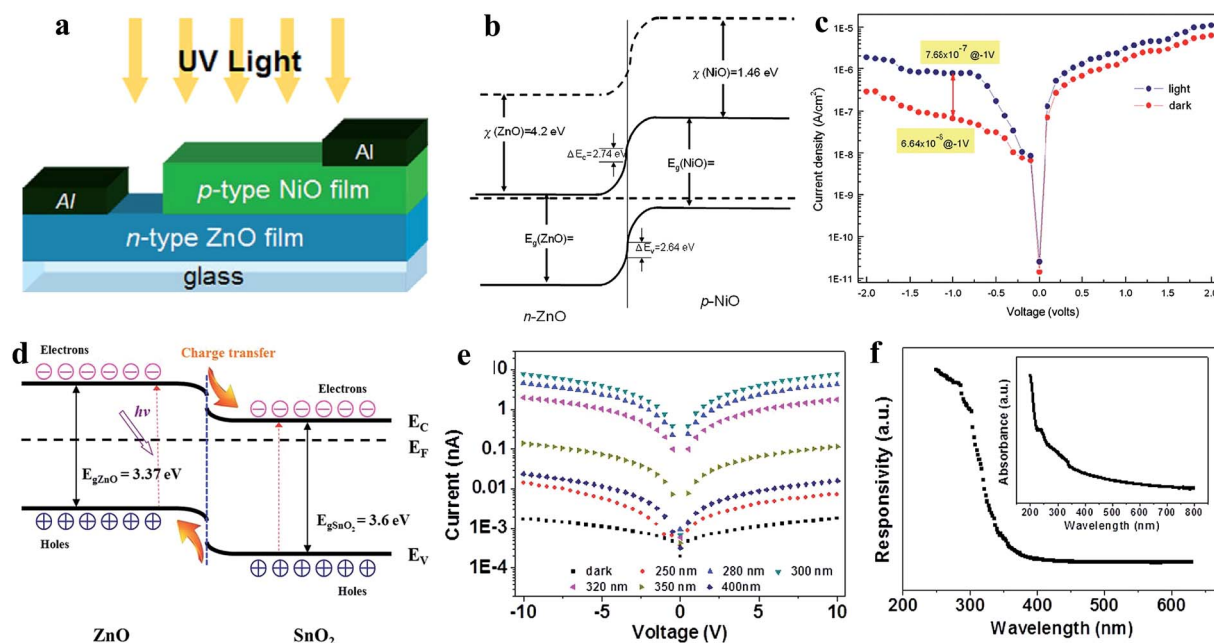 a
UV Light
Al
Al
p-type NiO film
n-type ZnO film
glass
b
χ (NiO)=1.46 eV
χ (ZnO)=4.2 eV
ΔEc=2.74 eV
Eg(NiO)=
Eg(ZnO)=
ΔEv=2.64 eV
n-ZnO
p-NiO
c
Current density (A/cm²)
1E-5
1E-6
1E-7
1E-8
1E-9
1E-10
1E-11
7.68x10⁻⁷ @-1V
6.64x10⁻⁸ @-1V
light
dark
-2.0 -1.5 -1.0 -0.5 0.0 0.5 1.0 1.5 2.0
Voltage (volts)
d
Electrons
Charge transfer
Electrons
hν
EC
EF
EgZnO = 3.37 eV
EgSnO₂ = 3.6 eV
Holes
EV
Holes
ZnO
SnO₂
e
Current (nA)
10
1
0.1
0.01
1E-3
1E-4
dark 250 nm 280 nm 300 nm
320 nm 350 nm 400nm
-10 -5 0 5 10
Voltage (V)
f
Responsivity (a.u.)
Absorbance (a.u.)
200 300 400 500 600 700 800
Wavelength (nm)
200 300 400 500 600
Wavelength (nm)